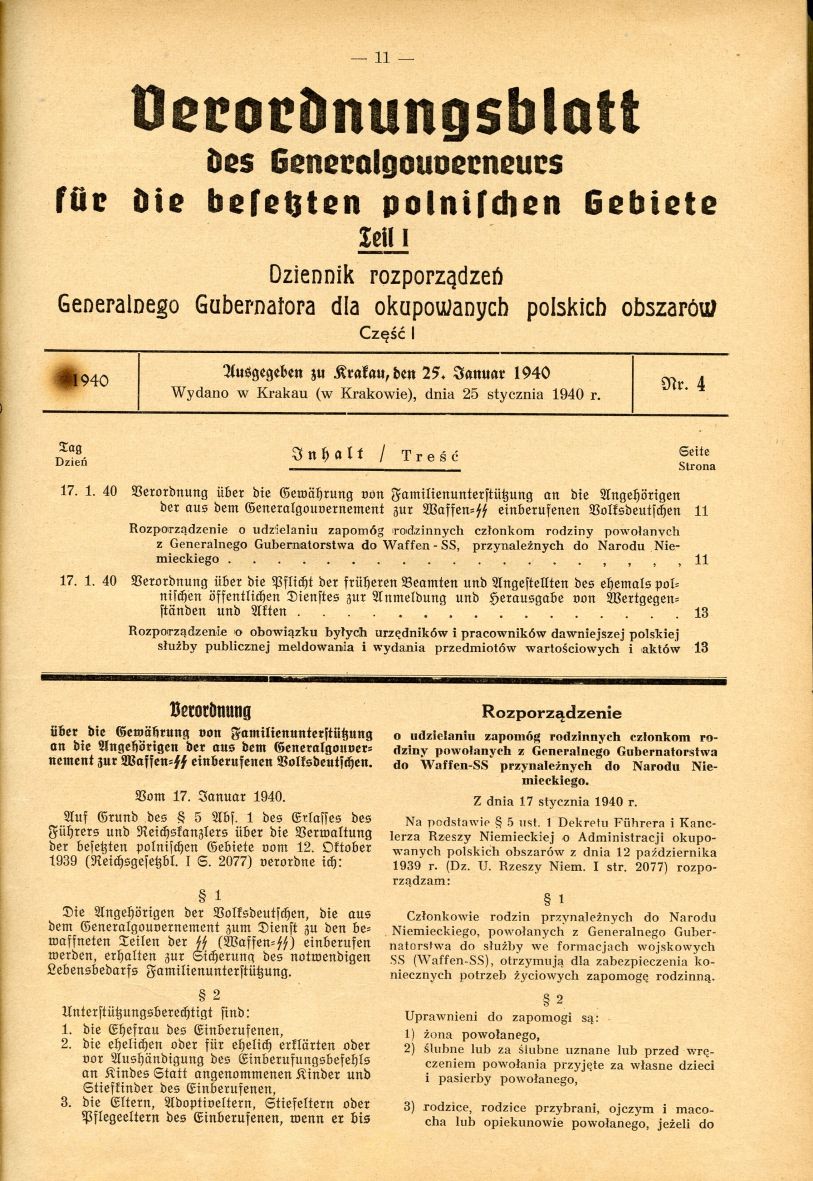 — 11 —
Verordnungsblatt
des Generalgouverneurs
für die besetzten polnischen Gebiete
Teil I
Dziennik rozporządzeń
Generalnego Gubernatora dla okupowanych polskich obszarów
Część I
1940
Ausgegeben zu Krakau, den 25. Januar 1940
Wydano w Krakau (w Krakowie), dnia 25 stycznia 1940 r.
Nr. 4
Tag
Dzień
Inhalt / Treść
Seite
Strona
17. 1. 40 Verordnung über die Gewährung von Familienunterstützung an die Angehörigen
der aus dem Generalgouvernement zur Waffen-SS einberufenen Volksdeutschen 11
Rozporządzenie o udzielaniu zapomóg rodzinnych członkom rodziny powołanych
z Generalnego Gubernatorstwa do Waffen-SS, przynależnych do Narodu Nie-
mieckiego . . . . . . . . . . . . . . . . . , , , , 11
17. 1. 40 Verordnung über die Pflicht der früheren Beamten und Angestellten des ehemals pol-
nischen öffentlichen Dienstes zur Anmeldung und Herausgabe von Wertgegen-
ständen und Akten . . . . . . . . . . . . . . . . . 13
Rozporządzenie o obowiązku byłych urzędników i pracowników dawniejszej polskiej
służby publicznej meldowania i wydania przedmiotów wartościowych i aktów 13
Verordnung
über die Gewährung von Familienunterstützung
an die Angehörigen der aus dem Generalgouver-
nement zur Waffen-SS einberufenen Volksdeutschen.
Vom 17. Januar 1940.
Auf Grund des § 5 Abs. 1 des Erlasses des
Führers und Reichskanzlers über die Verwaltung
der besetzten polnischen Gebiete vom 12. Oktober
1939 (Reichsgesetzbl. I S. 2077) verordne ich:
§ 1
Die Angehörigen der Volksdeutschen, die aus
dem Generalgouvernement zum Dienst zu den be-
waffneten Teilen der SS (Waffen-SS) einberufen
werden, erhalten zur Sicherung des notwendigen
Lebensbedarfs Familienunterstützung.
§ 2
Unterstützungsberechtigt sind:
1. die Ehefrau des Einberufenen,
2. die ehelichen oder für ehelich erklärten oder
vor Aushändigung des Einberufungsbefehls
an Kindes Statt angenommenen Kinder und
Stiefkinder des Einberufenen,
3. die Eltern, Adoptiveltern, Stiefeltern oder
Pflegeeltern des Einberufenen, wenn er bis
Rozporządzenie
o udzielaniu zapomóg rodzinnych członkom ro-
dziny powołanych z Generalnego Gubernatorstwa
do Waffen-SS przynależnych do Narodu Nie-
mieckiego.
Z dnia 17 stycznia 1940 r.
Na podstawie § 5 ust. 1 Dekretu Führera i Kanc-
lerza Rzeszy Niemieckiej o Administracji okupo-
wanych polskich obszarów z dnia 12 października
1939 r. (Dz. U. Rzeszy Niem. I str. 2077) rozpo-
rządzam:
§ 1
Członkowie rodzin przynależnych do Narodu
Niemieckiego, powołanych z Generalnego Guber-
natorstwa do służby we formacjach wojskowych
SS (Waffen-SS), otrzymują dla zabezpieczenia ko-
niecznych potrzeb życiowych zapomogę rodzinną.
§ 2
Uprawnieni do zapomogi są:
1) żona powołanego,
2) ślubne lub za ślubne uznane lub przed wrę-
czeniem powołania przyjęte za własne dzieci
i pasierby powołanego,
3) rodzice, rodzice przybrani, ojczym i maco-
cha lub opiekunowie powołanego, jeżeli do